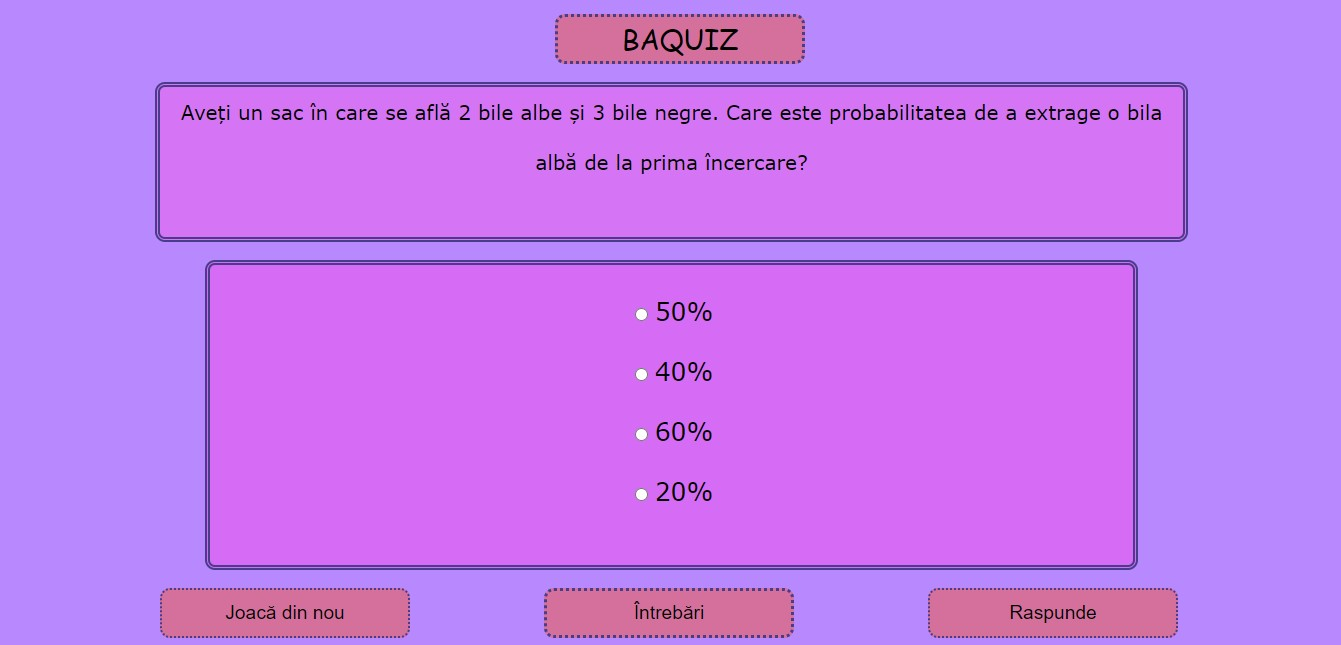 BAQUIZ
Aveți un sac în care se află 2 bile albe și 3 bile negre. Care este probabilitatea de a extrage o bila
albă de la prima încercare?
50%
40%
60%
20%
Joacă din nou
Întrebări
Raspunde